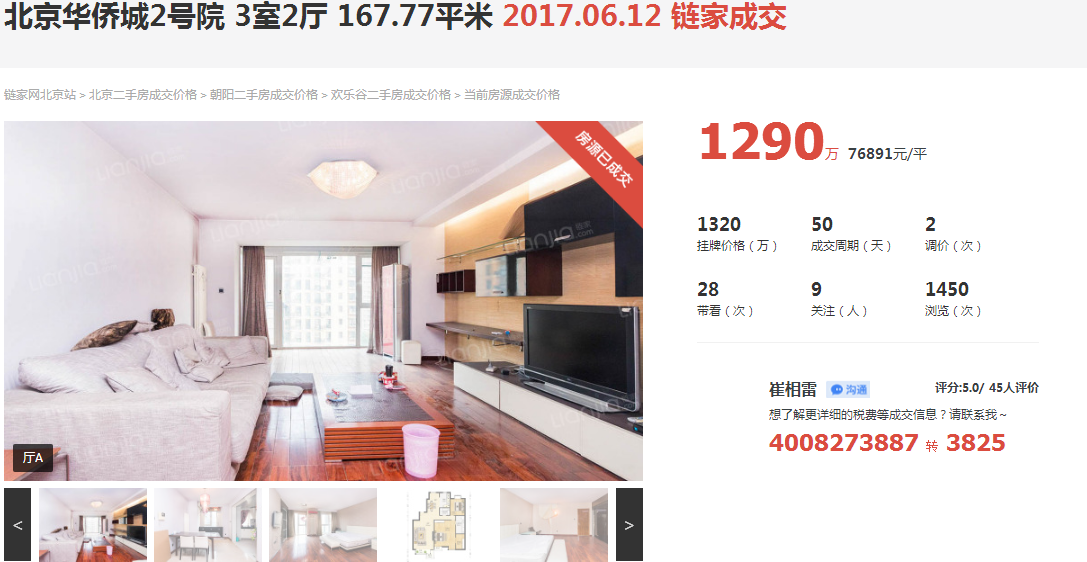 北京华侨城2号院 3室2厅 167.77平米 2017.06.12 链家成交
链家网北京站 > 北京二手房成交价格 > 朝阳二手房成交价格 > 欢乐谷二手房成交价格 > 当前房源成交价格
房源已成交
1290万 76891元/平
1320 50 2
挂牌价格（万） 成交周期（天） 调价（次）
28 9 1450
带看（次） 关注（人） 浏览（次）
崔相雷 沟通 评分:5.0/ 45人评价
想了解更详细的税费等成交信息？请联系我～
4008273887 转 3825
厅A
< >